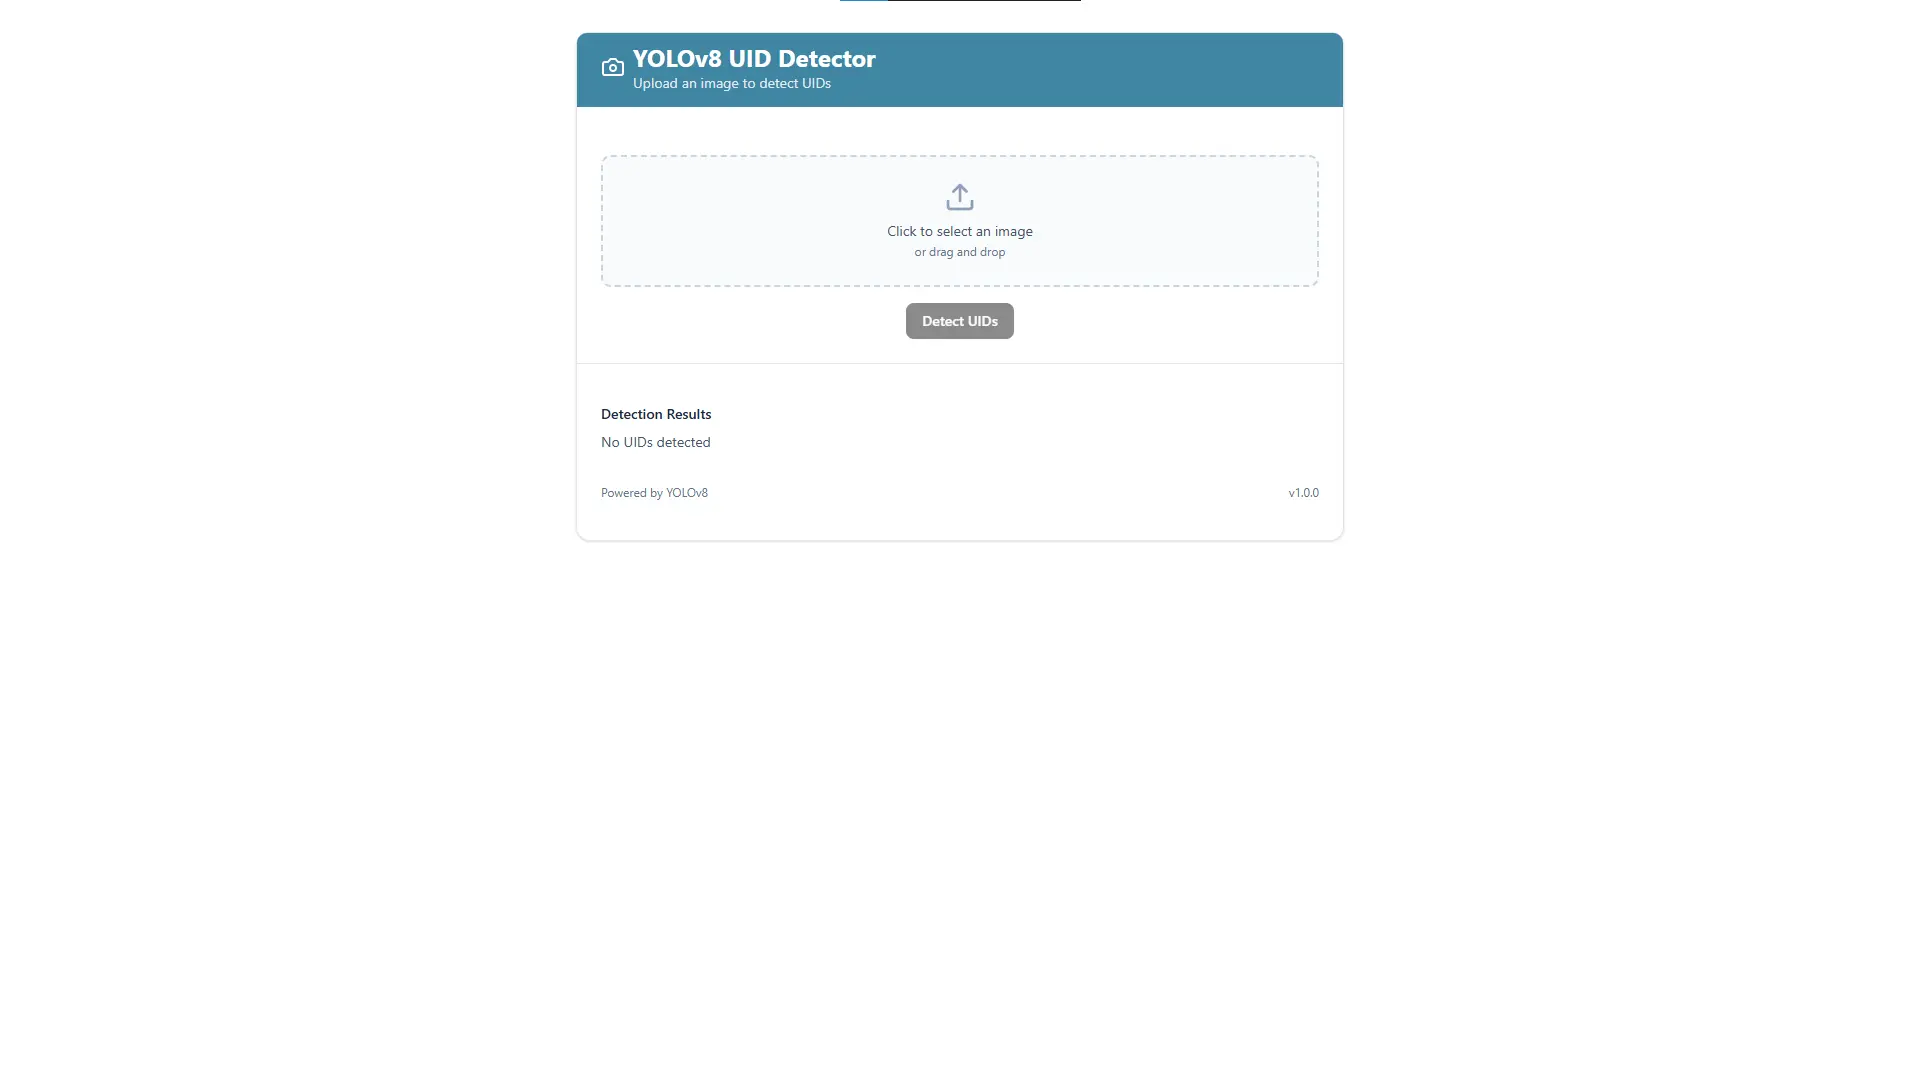 YOLOv8 UID Detector
Upload an image to detect UIDs
Click to select an image
or drag and drop
Detect UIDs
Detection Results
No UIDs detected
Powered by YOLOv8
v1.0.0